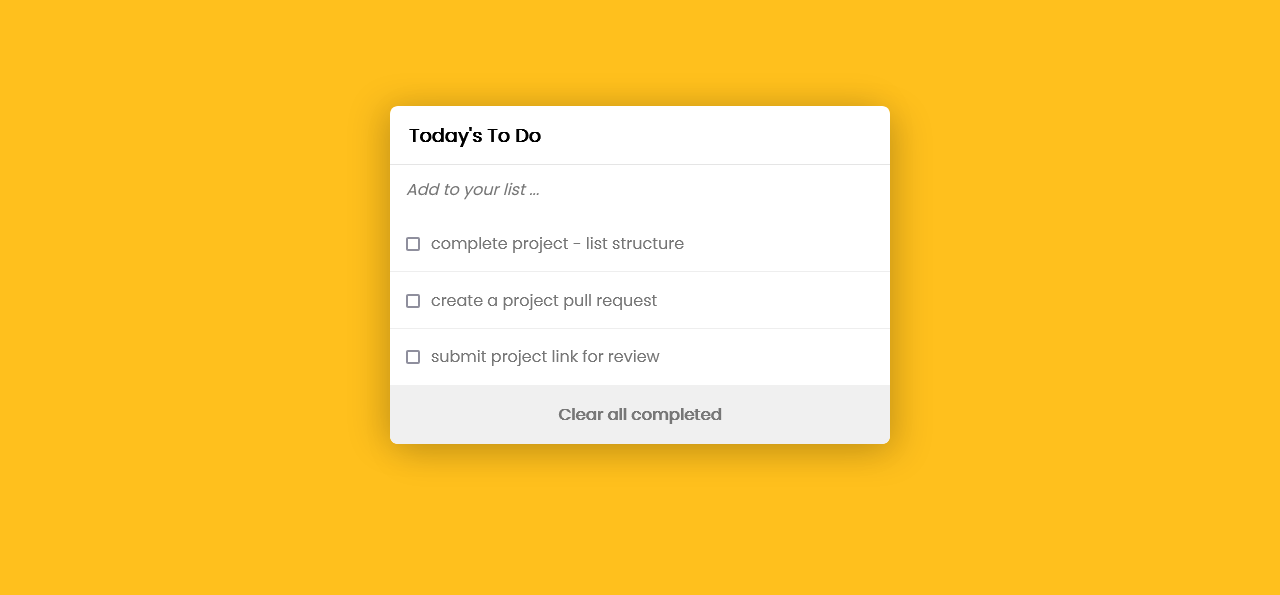 Today's To Do
Add to your list ...
complete project - list structure
create a project pull request
submit project link for review
Clear all completed